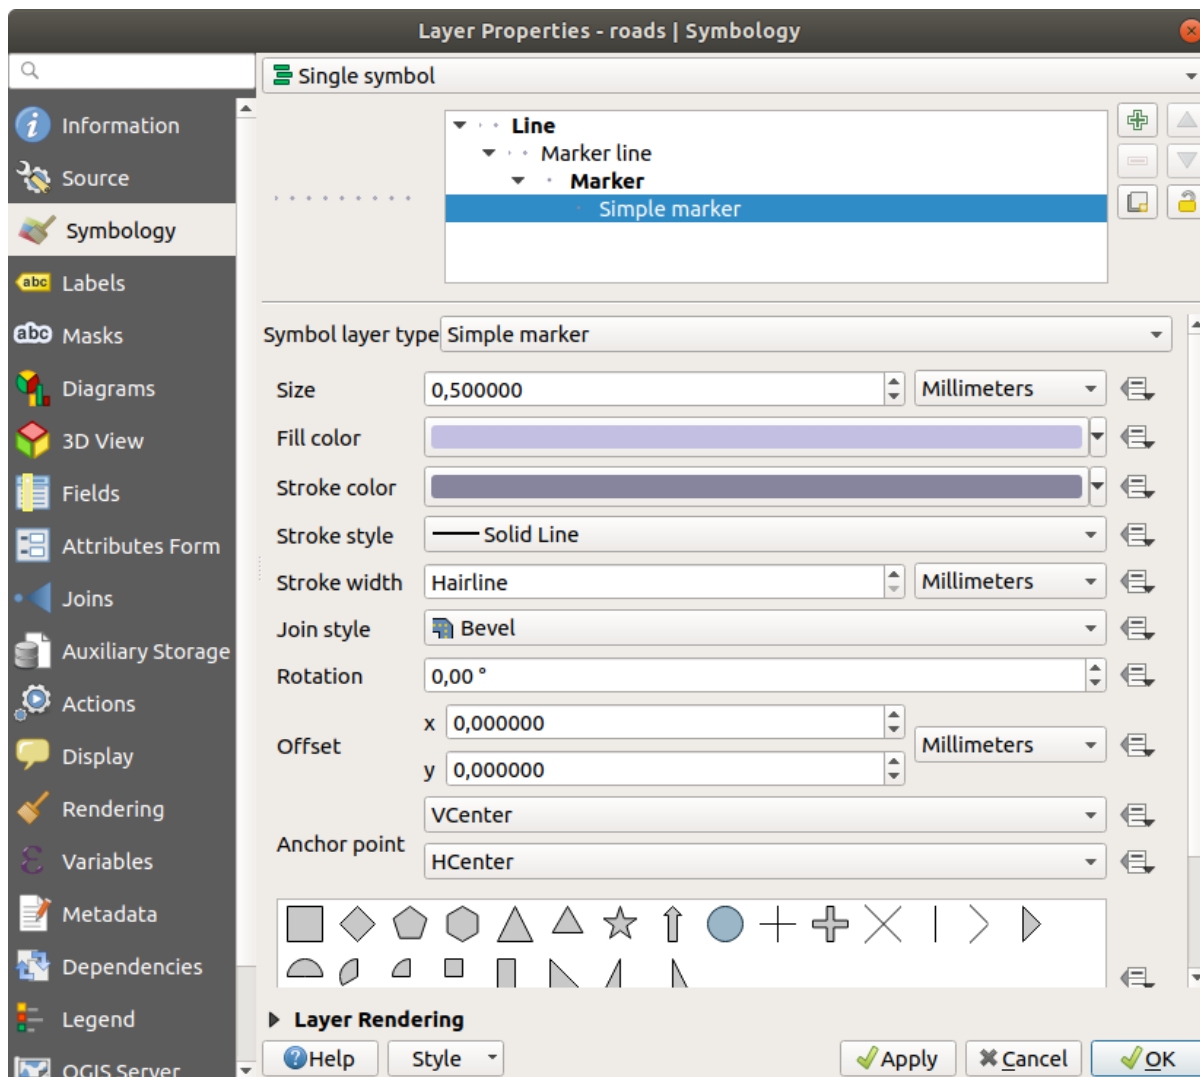 Layer Properties - roads | Symbology
Single symbol
Information
Source
Symbology
Labels
Masks
Diagrams
3D View
Fields
Attributes Form
Joins
Auxiliary Storage
Actions
Display
Rendering
Variables
Metadata
Dependencies
Legend
QGIS Server
abc
abc
Line
Marker line
Marker
Simple marker
Symbol layer type Simple marker
Size 0,500000 Millimeters
Fill color
Stroke color
Stroke style Solid Line
Stroke width Hairline Millimeters
Join style Bevel
Rotation 0,00 °
Offset x 0,000000 Millimeters
y 0,000000
Anchor point VCenter
HCenter
Layer Rendering
Help Style Apply Cancel OK